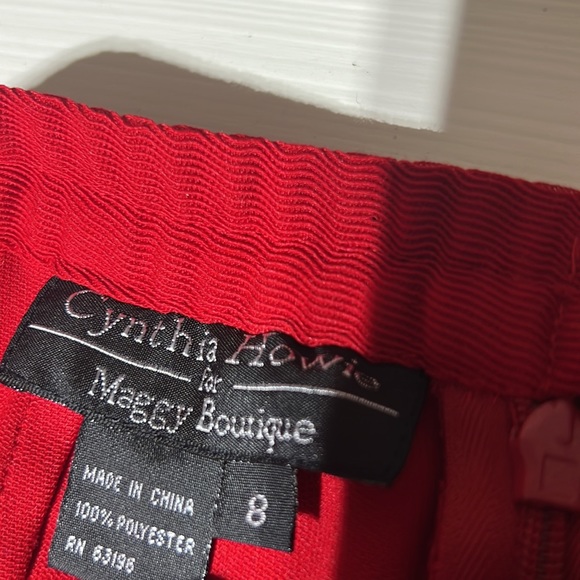 Cynthia Howie
for
Maggy Boutique
MADE IN CHINA
100% POLYESTER
RN 63196
8